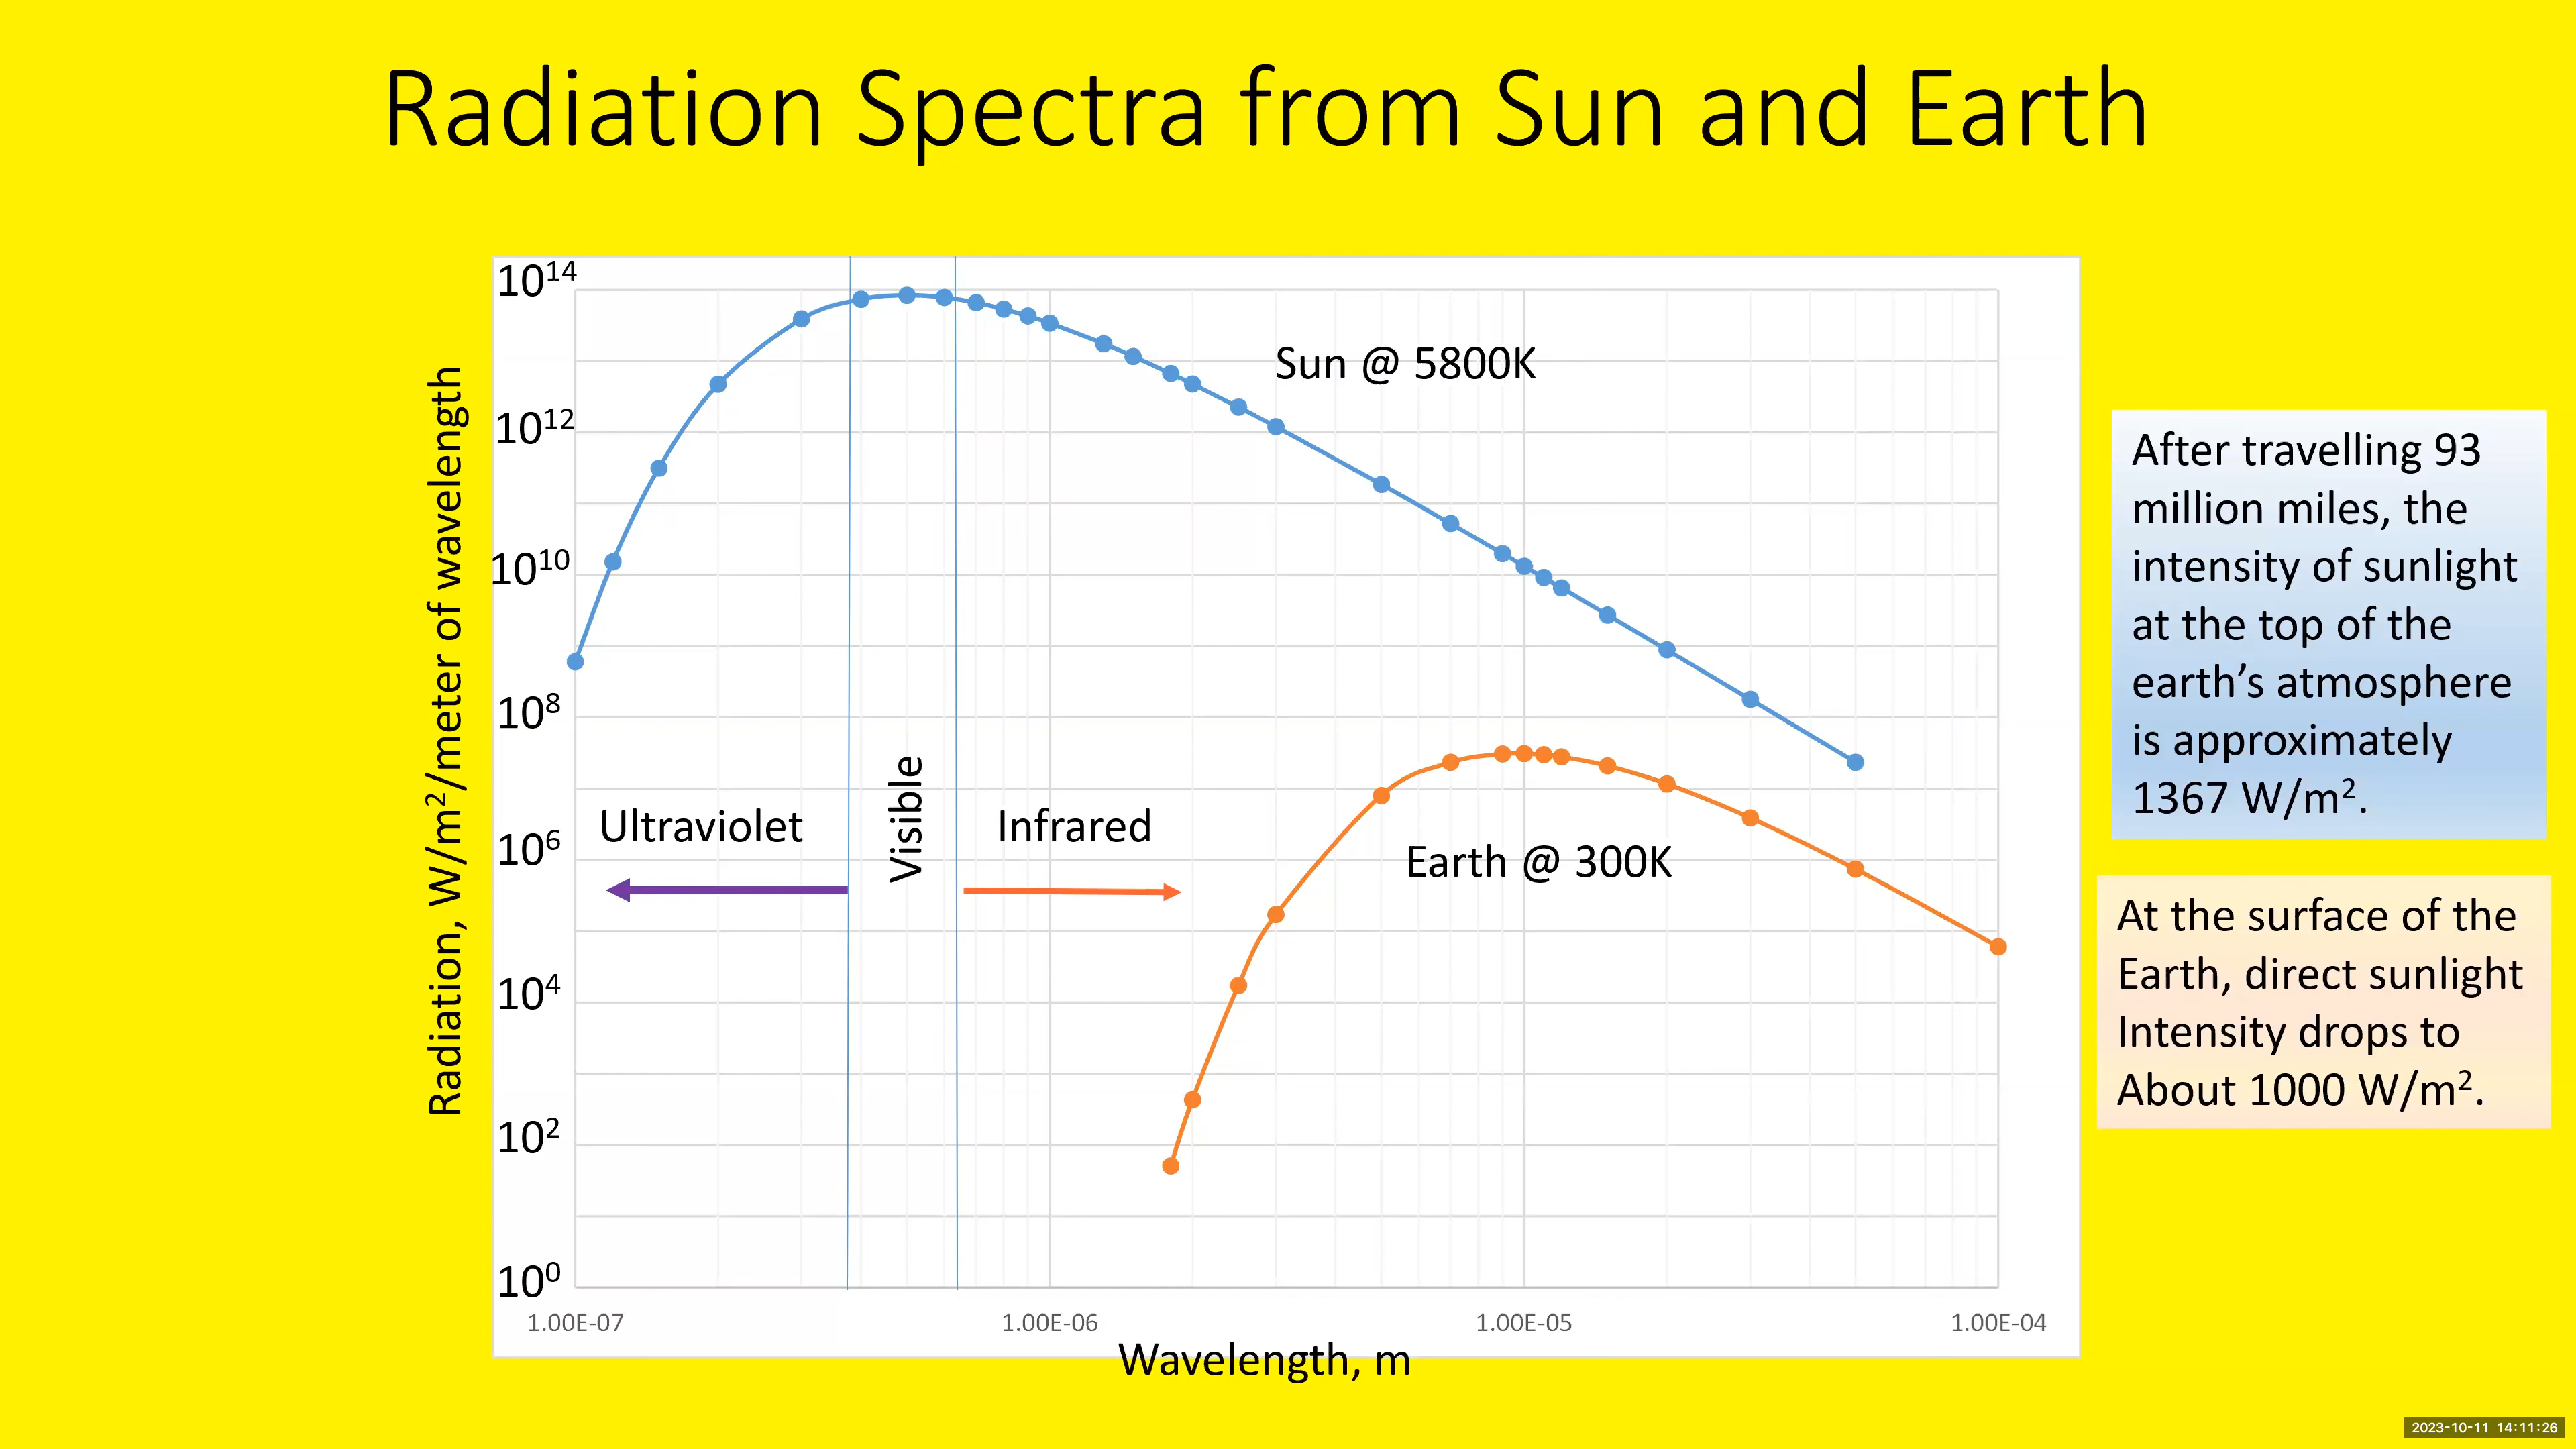 Radiation Spectra from Sun and Earth
Radiation, W/m²/meter of wavelength
10¹⁴
10¹²
10¹⁰
10⁸
10⁶
10⁴
10²
10⁰
Sun @ 5800K
Ultraviolet
Visible
Infrared
Earth @ 300K
1.00E-07
1.00E-06
1.00E-05
1.00E-04
Wavelength, m
After travelling 93
million miles, the
intensity of sunlight
at the top of the
earth’s atmosphere
is approximately
1367 W/m².
At the surface of the
Earth, direct sunlight
Intensity drops to
About 1000 W/m².
2023-10-11 14:11:26